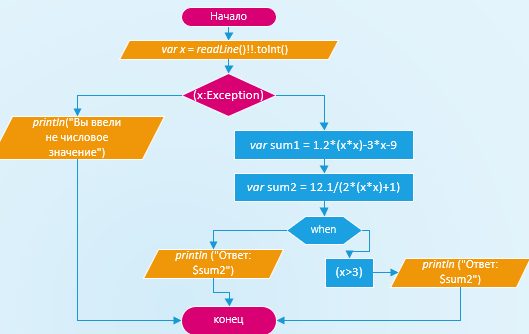 Начало
var x = readLine()!!.toInt()
(x:Exception)
println("Вы ввели
не числовое
значение")
var sum1 = 1.2*(x*x)-3*x-9
var sum2 = 12.1/(2*(x*x)+1)
when
println ("Ответ:
$sum2")
(x>3)
println ("Ответ:
$sum2")
конец